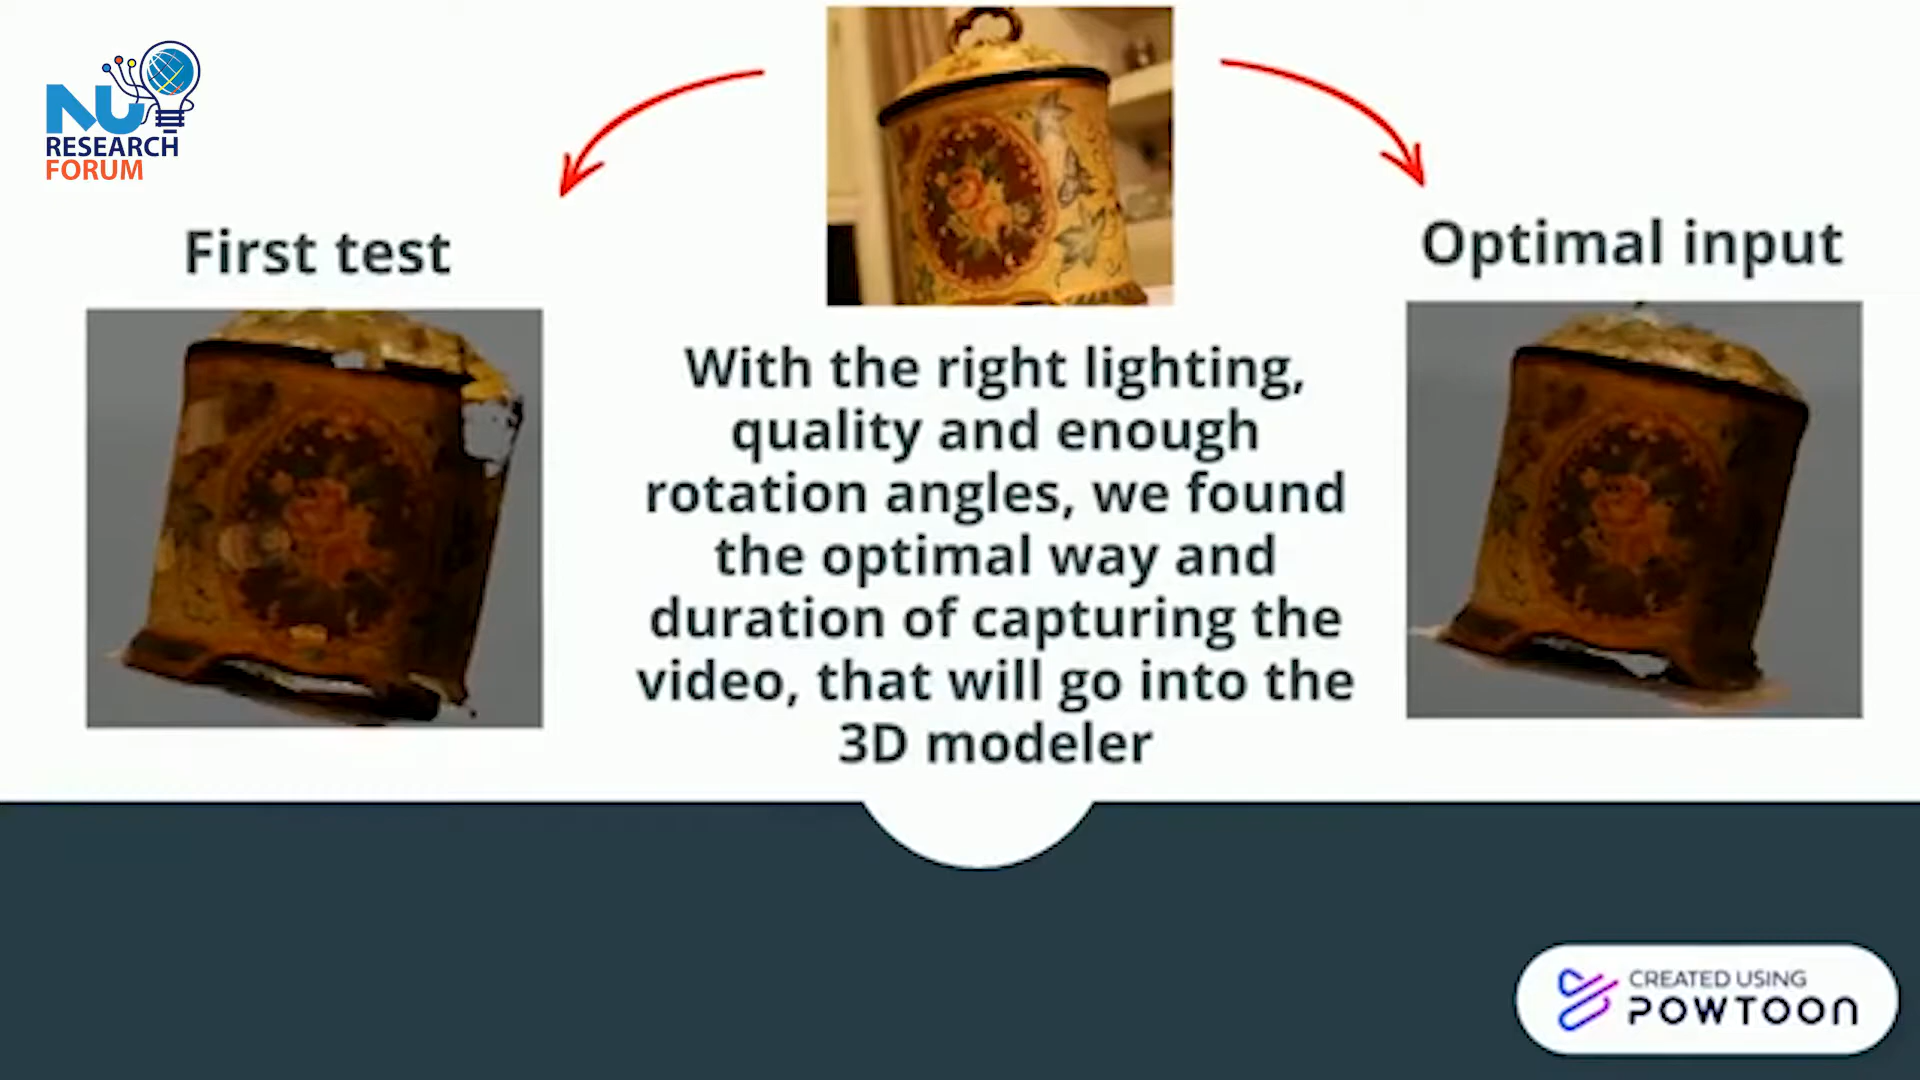 NU
RESEARCH
FORUM
First test
Optimal input
With the right lighting,
quality and enough
rotation angles, we found
the optimal way and
duration of capturing the
video, that will go into the
3D modeler
CREATED USING
POWTOON